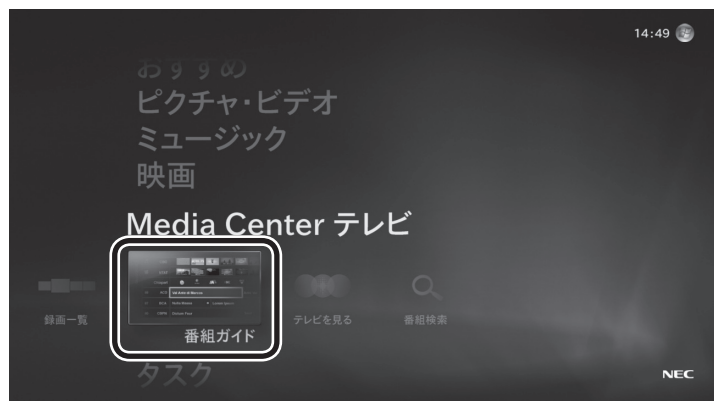 14:49
おすすめ
ピクチャ・ビデオ
ミュージック
映画
Media Center テレビ
録画一覧
番組ガイド
テレビを見る
番組検索
タスク
NEC